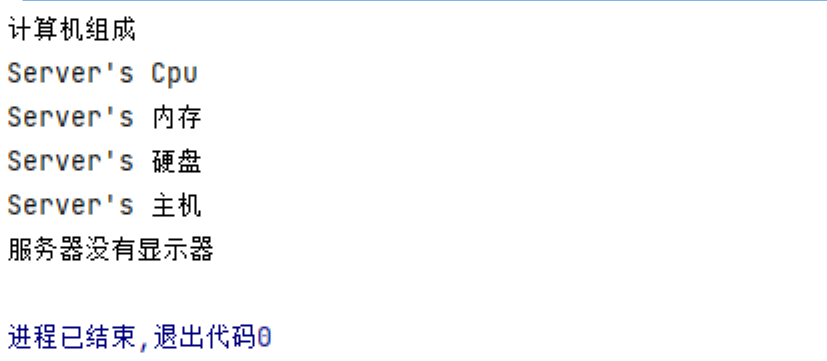 计算机组成
Server's Cpu
Server's 内存
Server's 硬盘
Server's 主机
服务器没有显示器
进程已结束,退出代码0